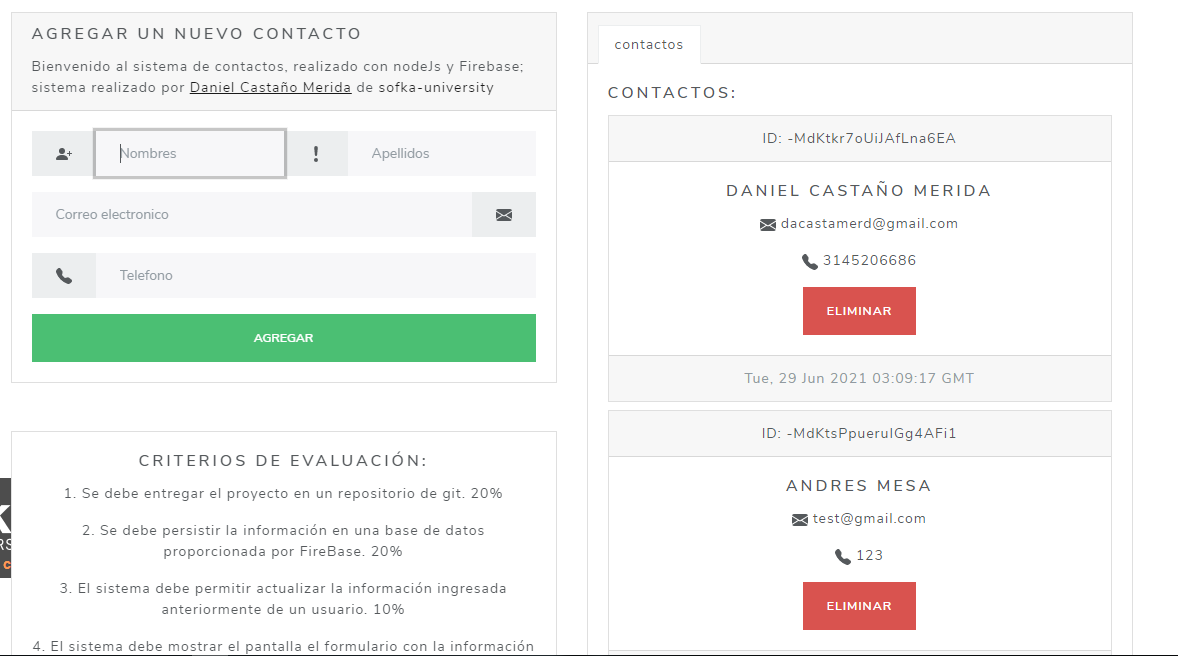 AGREGAR UN NUEVO CONTACTO
Bienvenido al sistema de contactos, realizado con nodeJs y Firebase;
sistema realizado por Daniel Castaño Merida de sofka-university
Nombres
Apellidos
Correo electronico
Telefono
AGREGAR
CRITERIOS DE EVALUACIÓN:
1. Se debe entregar el proyecto en un repositorio de git. 20%
2. Se debe persistir la información en una base de datos
proporcionada por FireBase. 20%
3. El sistema debe permitir actualizar la información ingresada
anteriormente de un usuario. 10%
4. El sistema debe mostrar el pantalla el formulario con la información
contactos
CONTACTOS:
ID: -MdKtkr7oUiJAfLna6EA
DANIEL CASTAÑO MERIDA
dacastamerd@gmail.com
3145206686
ELIMINAR
Tue, 29 Jun 2021 03:09:17 GMT
ID: -MdKtsPpuerulGg4AFi1
ANDRES MESA
test@gmail.com
123
ELIMINAR